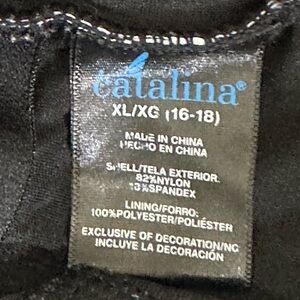 catalina®
XL/XG (16-18)
MADE IN CHINA
HECHO EN CHINA
SHELL/TELA EXTERIOR:
82%NYLON
18%SPANDEX
LINING/FORRO:
100%POLYESTER/POLIÉSTER
EXCLUSIVE OF DECORATION/NO
INCLUYE LA DECORACIÓN